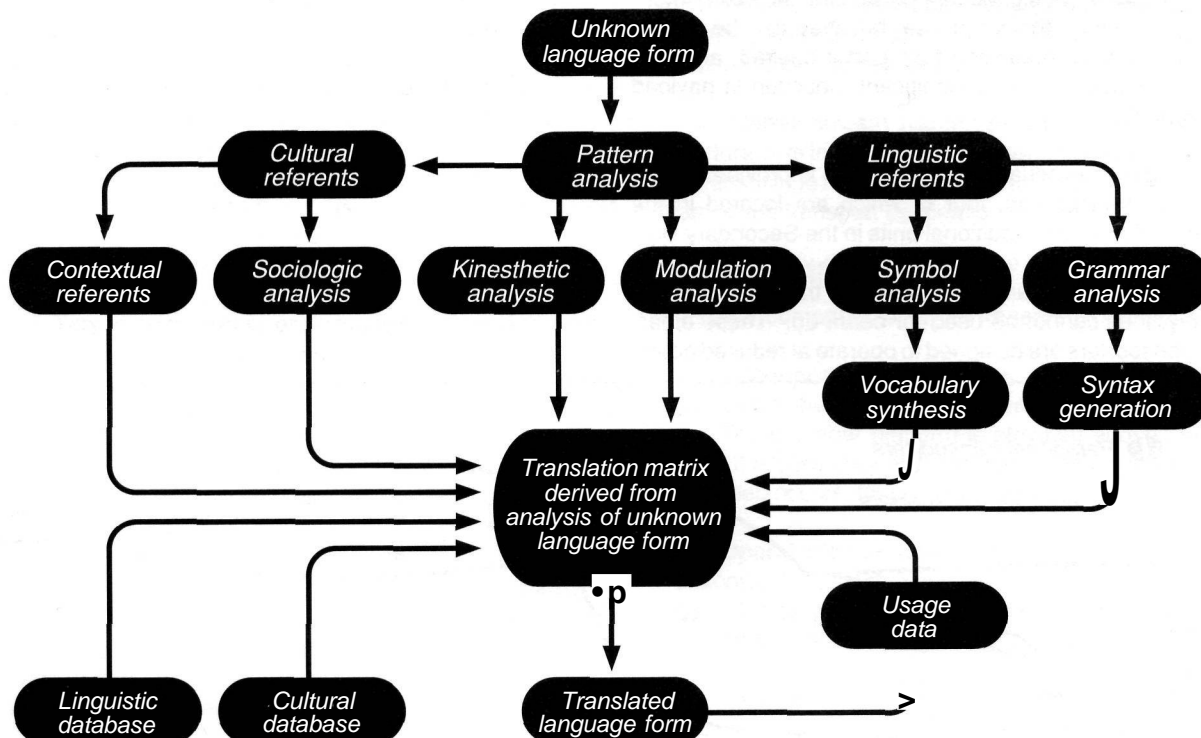 Unknown
language form
Cultural
referents
Pattern
analysis
Linguistic
referents
Contextual
referents
Sociologic
analysis
Kinesthetic
analysis
Modulation
analysis
Symbol
analysis
Grammar
analysis
Vocabulary
synthesis
Syntax
generation
Translation matrix
derived from
analysis of unknown
language form
• p
Usage
data
Linguistic
database
Cultural
database
Translated
language form
>